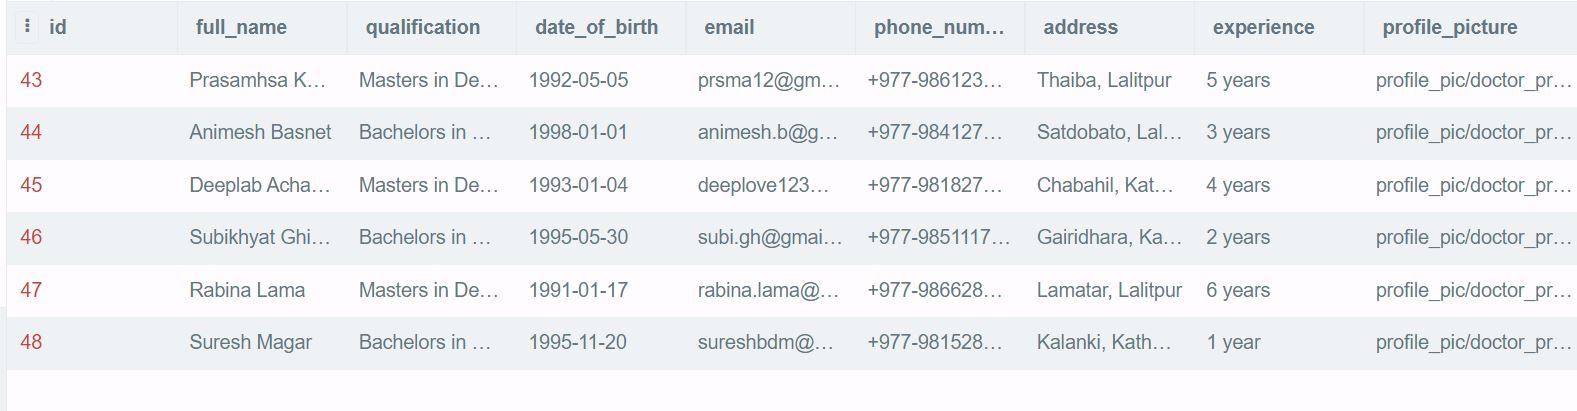 id full_name qualification date_of_birth email phone_num… address experience profile_picture
43 Prasamhsa K… Masters in De… 1992-05-05 prsma12@gm… +977-986123… Thaiba, Lalitpur 5 years profile_pic/doctor_pr…
44 Animesh Basnet Bachelors in … 1998-01-01 animesh.b@g… +977-984127… Satdobato, Lal… 3 years profile_pic/doctor_pr…
45 Deeplab Acha… Masters in De… 1993-01-04 deeplove123… +977-981827… Chabahil, Kat… 4 years profile_pic/doctor_pr…
46 Subikhyat Ghi… Bachelors in … 1995-05-30 subi.gh@gmai… +977-9851117… Gairidhara, Ka… 2 years profile_pic/doctor_pr…
47 Rabina Lama Masters in De… 1991-01-17 rabina.lama@… +977-986628… Lamatar, Lalitpur 6 years profile_pic/doctor_pr…
48 Suresh Magar Bachelors in … 1995-11-20 sureshbdm@… +977-981528… Kalanki, Kath… 1 year profile_pic/doctor_pr…